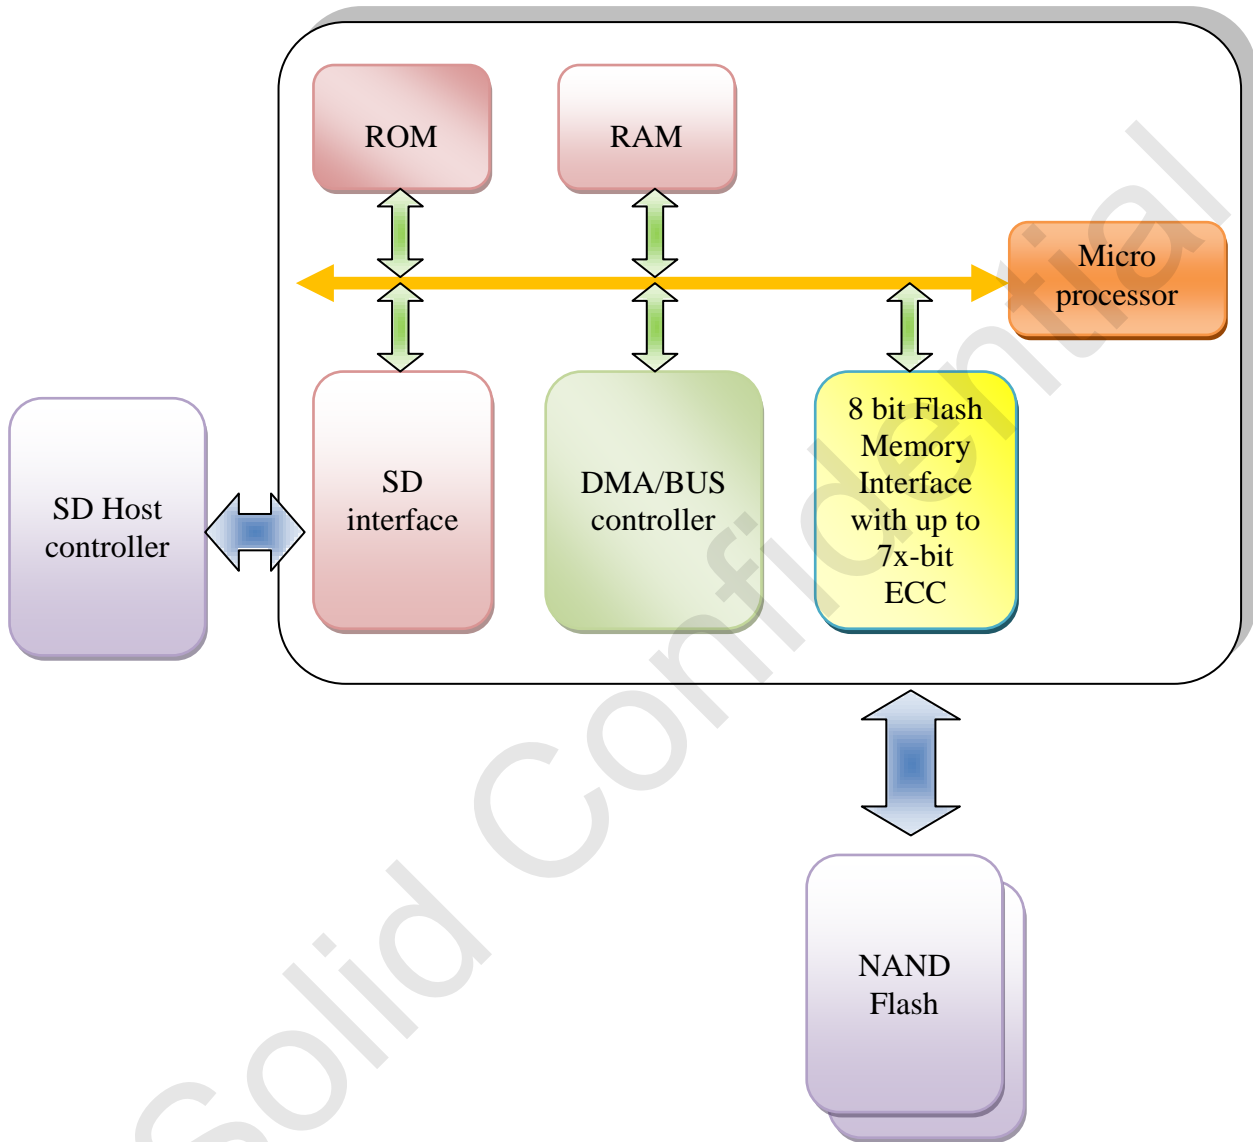 ROM
RAM
Micro
processor
SD Host
controller
SD
interface
DMA/BUS
controller
8 bit Flash
Memory
Interface
with up to
7x-bit
ECC
NAND
Flash
Solid Confidential